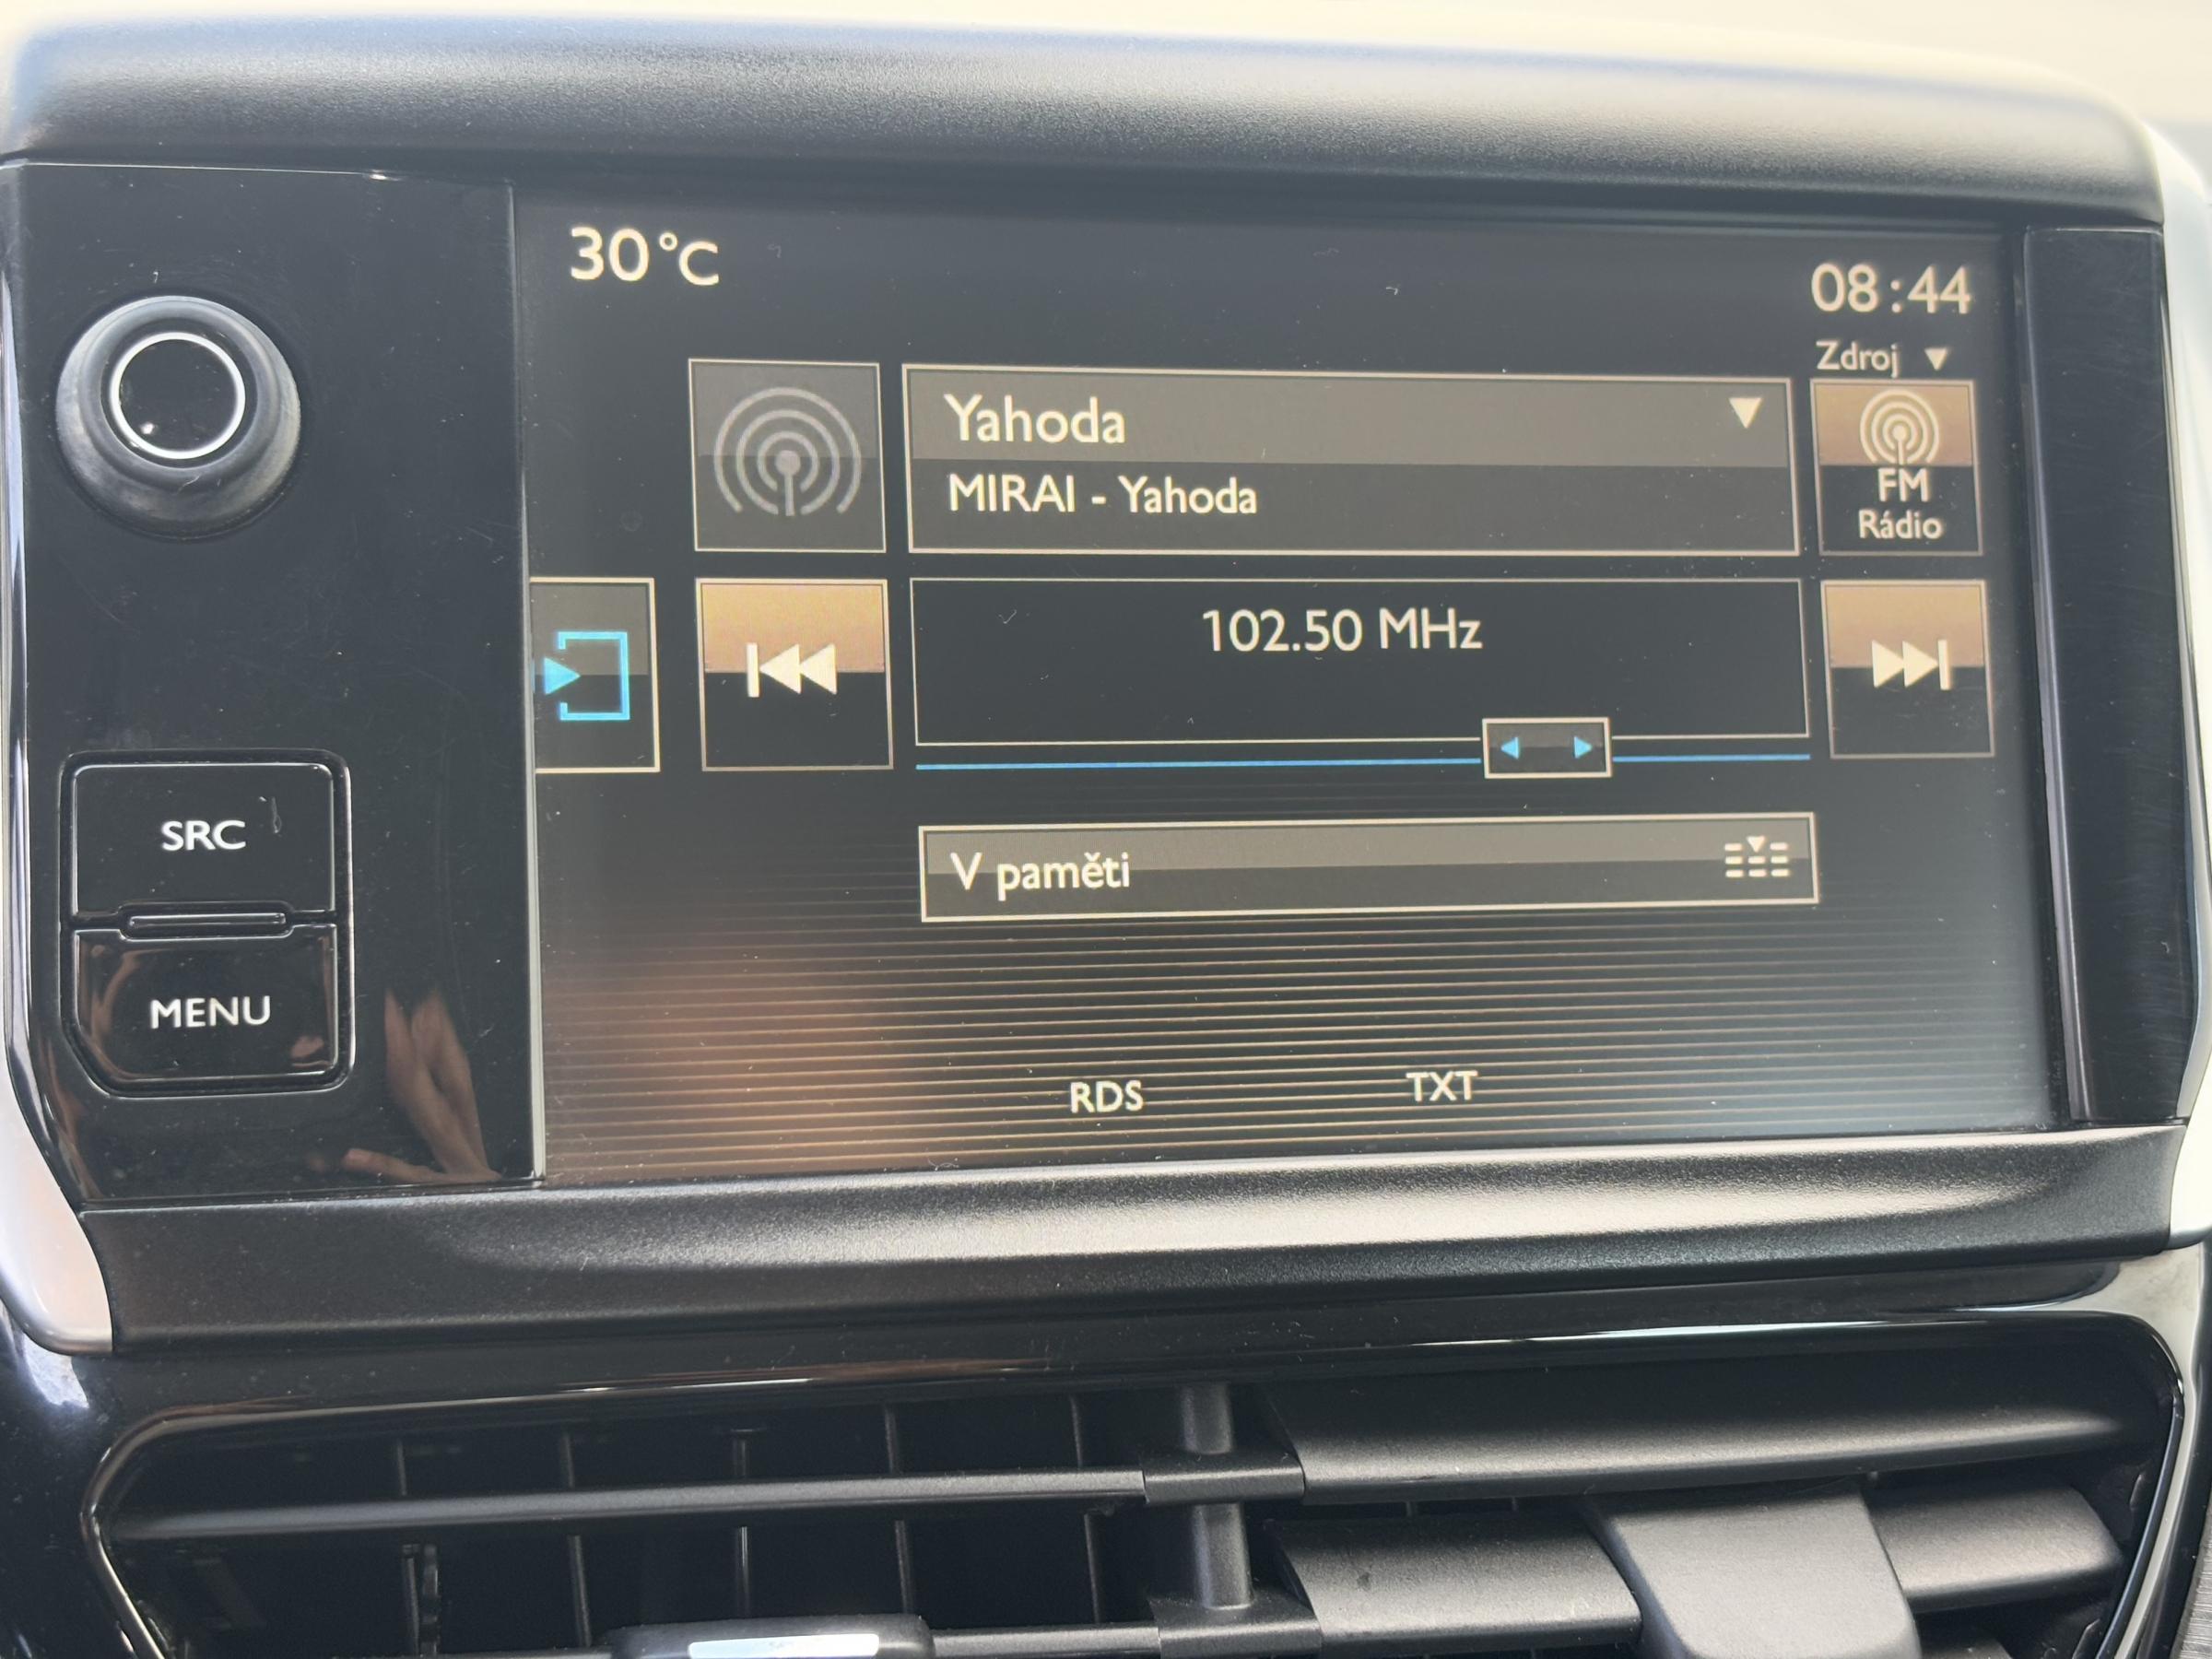 30°C
08:44
Zdroj
Yahoda
MIRAI - Yahoda
FM
Rádio
102.50 MHz
SRC
V paměti
MENU
RDS
TXT